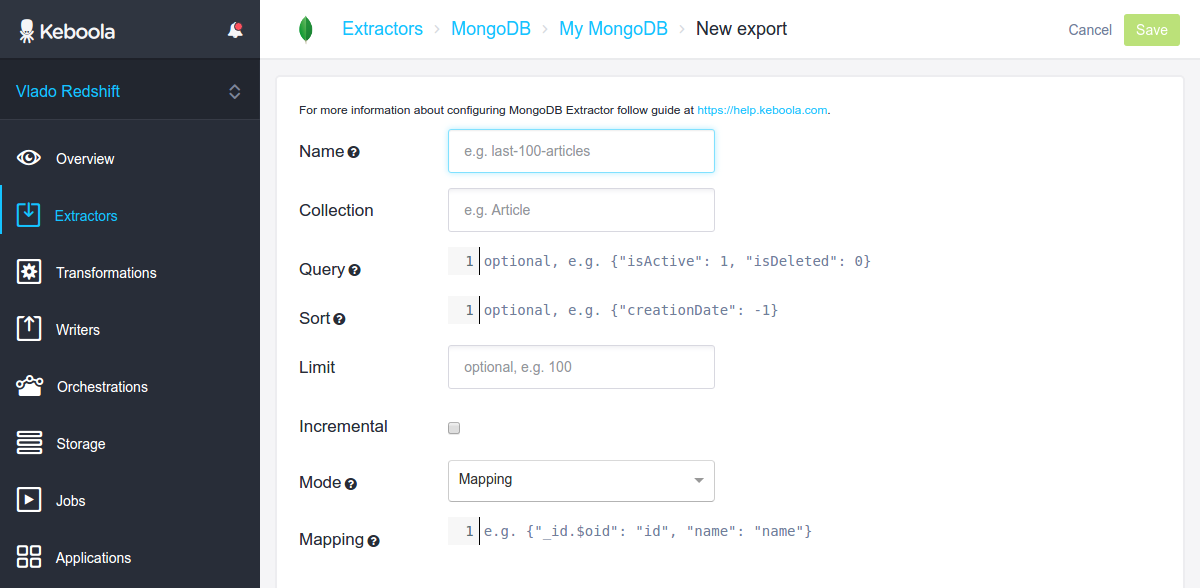 Keboola
Extractors › MongoDB › My MongoDB › New export
Cancel
Save
Vlado Redshift
Overview
Extractors
Transformations
Writers
Orchestrations
Storage
Jobs
Applications
For more information about configuring MongoDB Extractor follow guide at https://help.keboola.com.
Name ?
e.g. last-100-articles
Collection
e.g. Article
Query ?
1 optional, e.g. {"isActive": 1, "isDeleted": 0}
Sort ?
1 optional, e.g. {"creationDate": -1}
Limit
optional, e.g. 100
Incremental
Mode ?
Mapping
Mapping ?
1 e.g. {"_id.$oid": "id", "name": "name"}